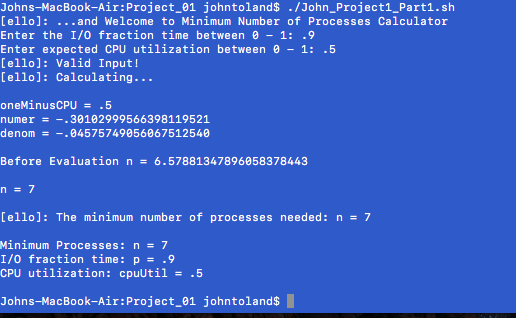 Johns-MacBook-Air:Project_01 johntoland$ ./John_Project1_Part1.sh
[ello]: ...and Welcome to Minimum Number of Processes Calculator
Enter the I/O fraction time between 0 - 1: .9
Enter expected CPU utilization between 0 - 1: .5
[ello]: Valid Input!
[ello]: Calculating...
oneMinusCPU = .5
numer = -.30102999566398119521
denom = -.04575749056067512540
Before Evaluation n = 6.57881347896058378443
n = 7
[ello]: The minimum number of processes needed: n = 7
Minimum Processes: n = 7
I/O fraction time: p = .9
CPU utilization: cpuUtil = .5
Johns-MacBook-Air:Project_01 johntoland$